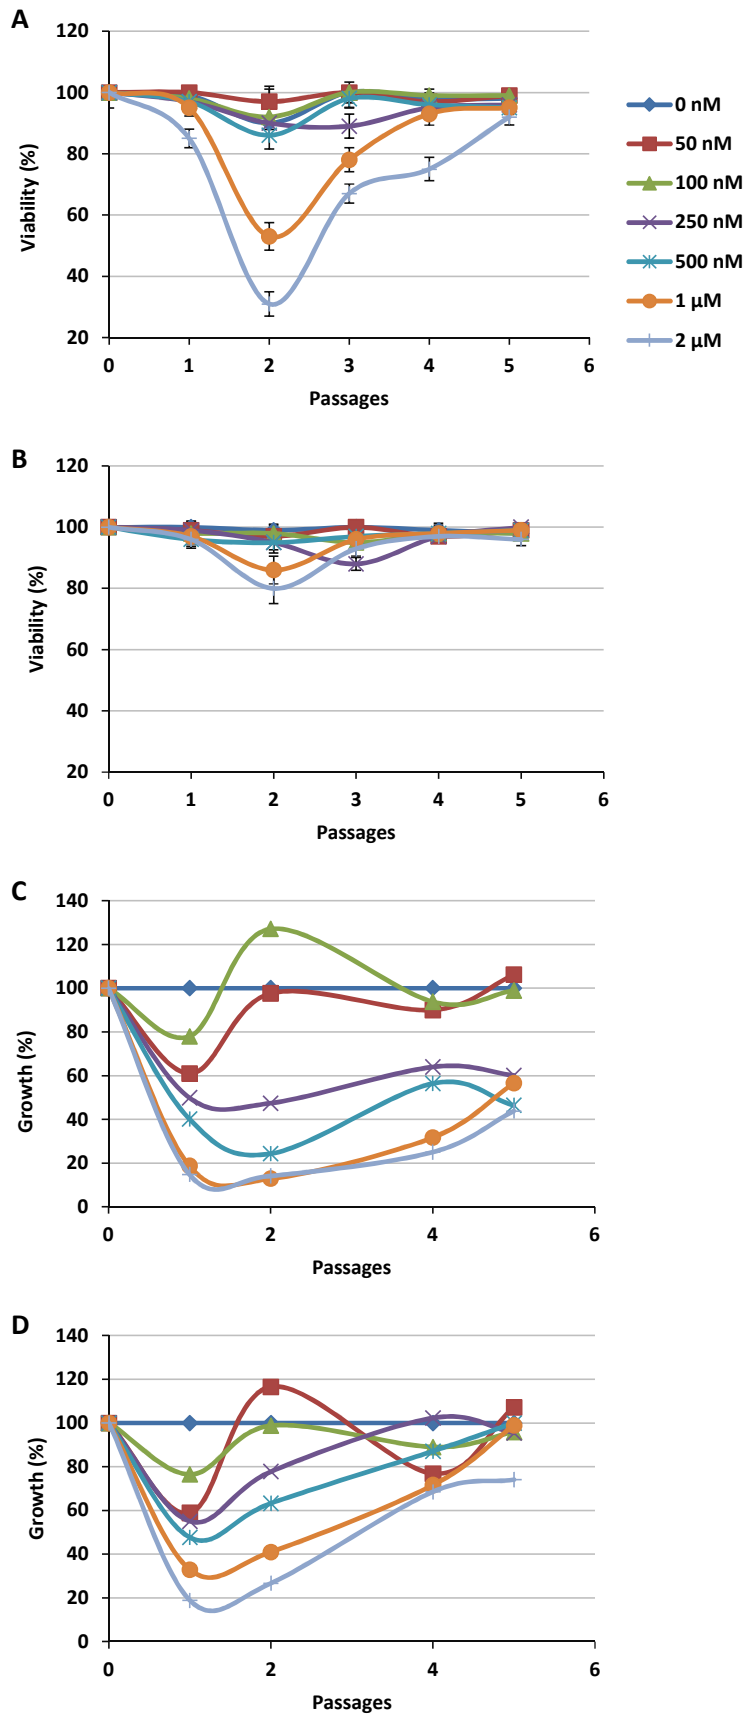 A
120
100
80
60
40
20
Viability (%)
0 1 2 3 4 5 6
Passages
0 nM
50 nM
100 nM
250 nM
500 nM
1 µM
2 µM
B
120
100
80
60
40
20
Viability (%)
0 1 2 3 4 5 6
Passages
C
140
120
100
80
60
40
20
0
Growth (%)
0 2 4 6
Passages
D
140
120
100
80
60
40
20
0
Growth (%)
0 2 4 6
Passages